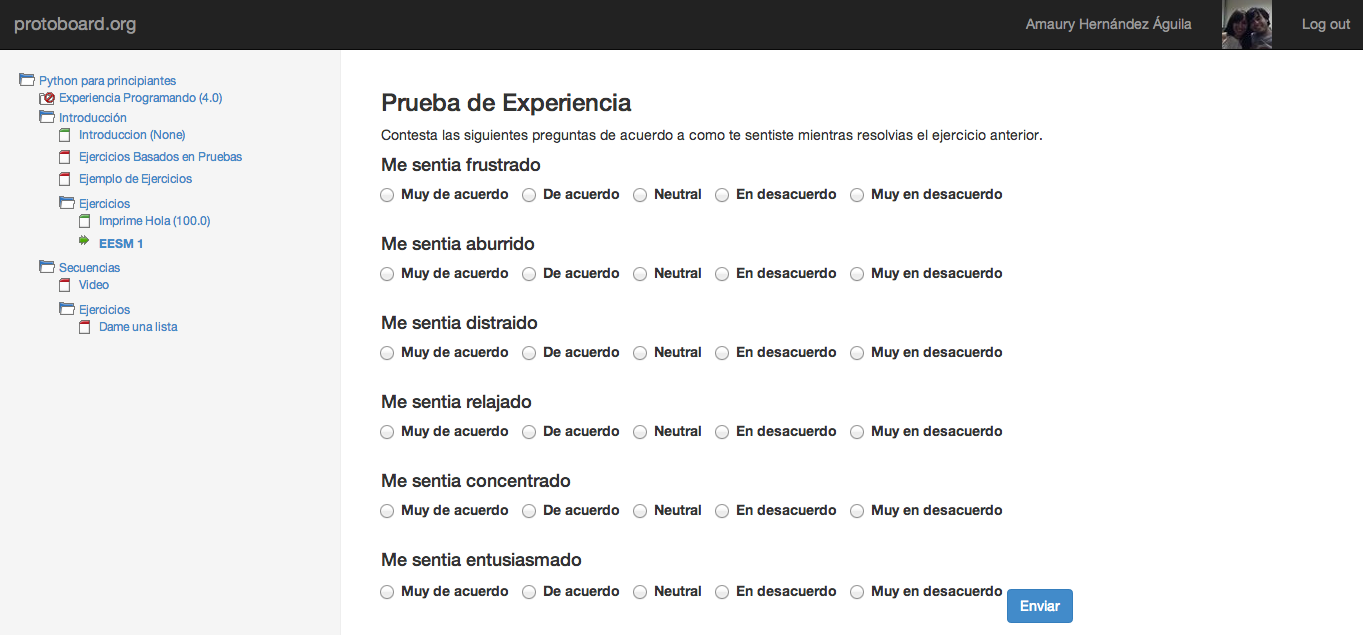 protoboard.org
Amaury Hernández Águila
Log out
Python para principiantes
Experiencia Programando (4.0)
Introducción
Introduccion (None)
Ejercicios Basados en Pruebas
Ejemplo de Ejercicios
Ejercicios
Imprime Hola (100.0)
EESM 1
Secuencias
Video
Ejercicios
Dame una lista
Prueba de Experiencia
Contesta las siguientes preguntas de acuerdo a como te sentiste mientras resolvias el ejercicio anterior.
Me sentia frustrado
Muy de acuerdo De acuerdo Neutral En desacuerdo Muy en desacuerdo
Me sentia aburrido
Muy de acuerdo De acuerdo Neutral En desacuerdo Muy en desacuerdo
Me sentia distraido
Muy de acuerdo De acuerdo Neutral En desacuerdo Muy en desacuerdo
Me sentia relajado
Muy de acuerdo De acuerdo Neutral En desacuerdo Muy en desacuerdo
Me sentia concentrado
Muy de acuerdo De acuerdo Neutral En desacuerdo Muy en desacuerdo
Me sentia entusiasmado
Muy de acuerdo De acuerdo Neutral En desacuerdo Muy en desacuerdo
Enviar